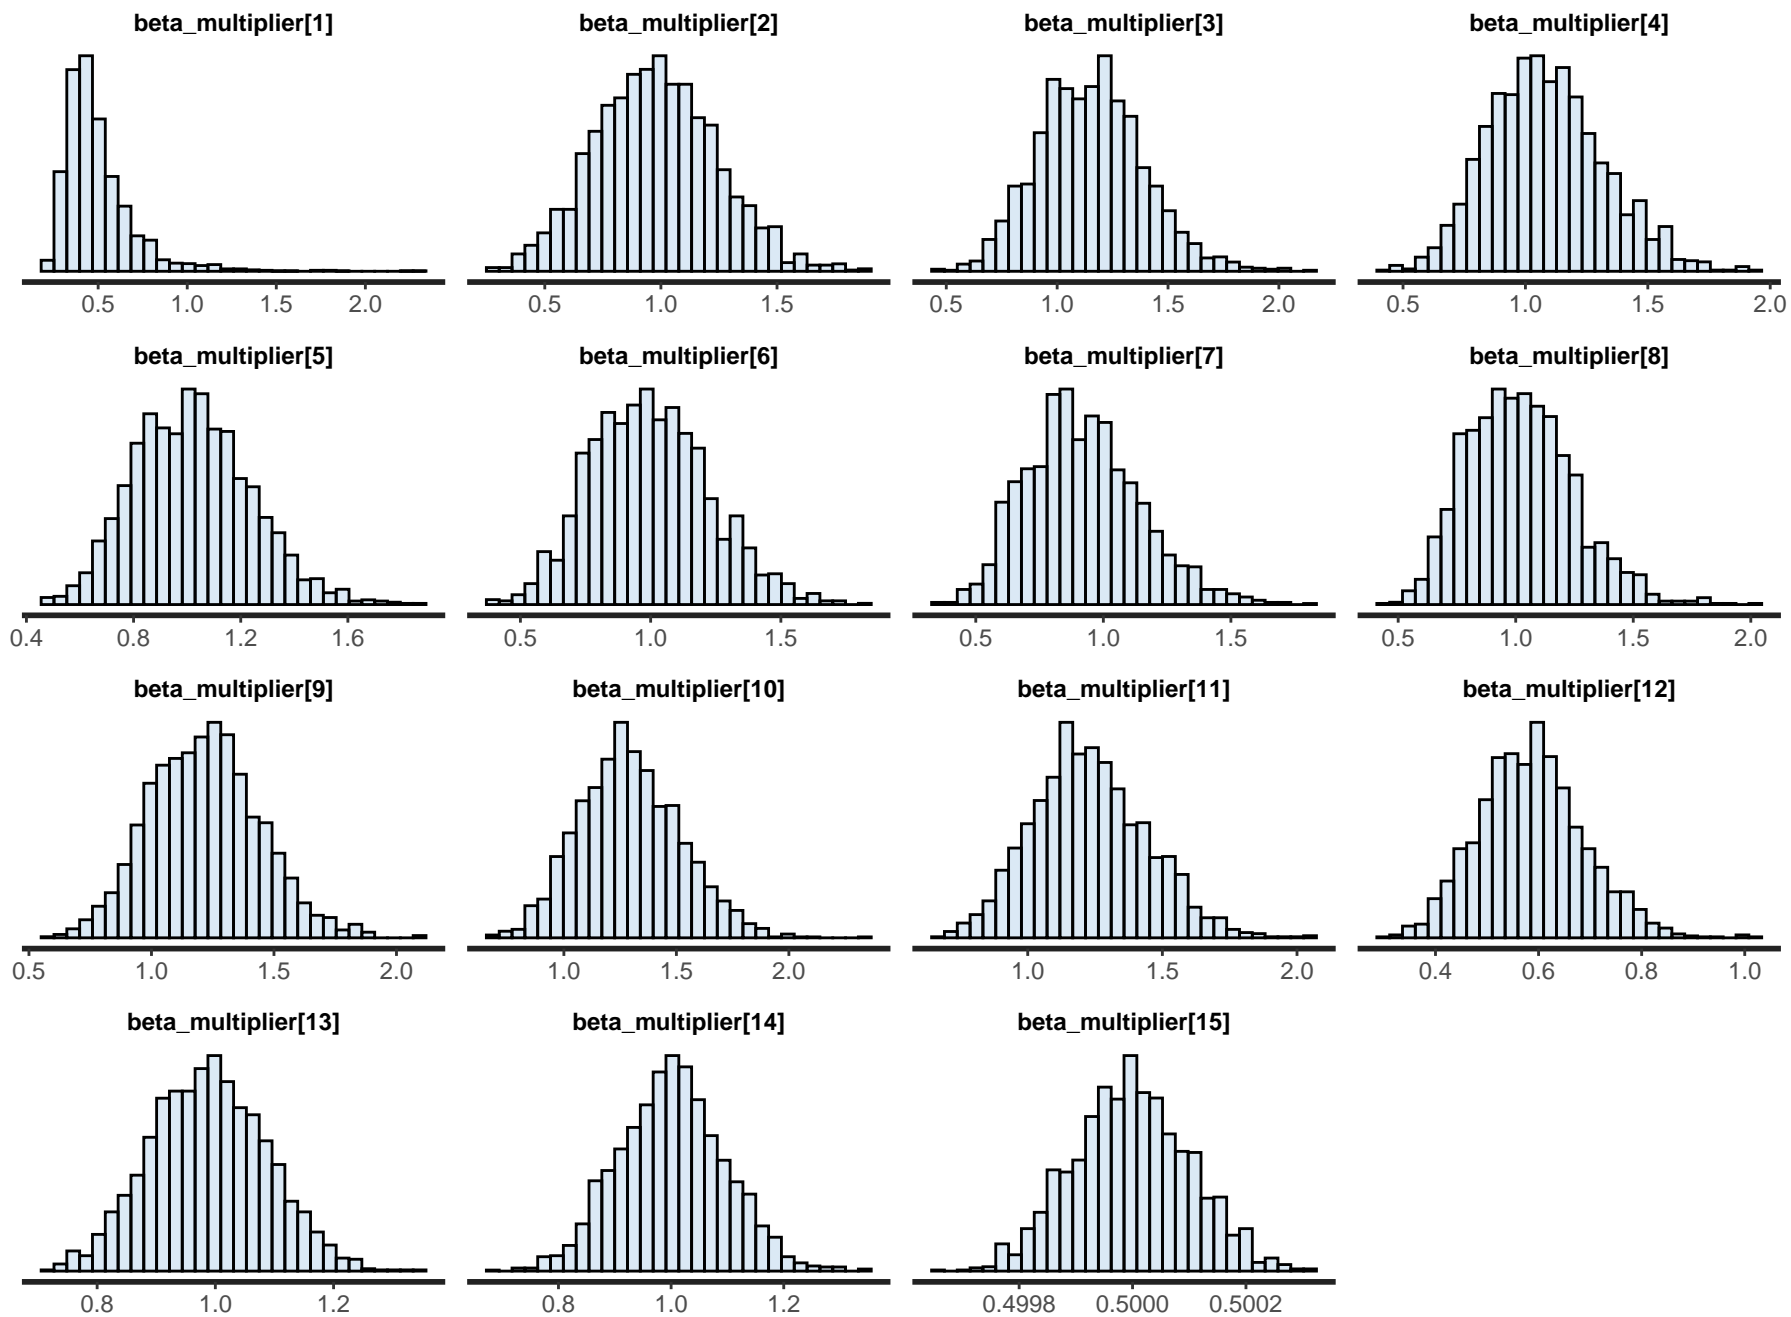 beta_multiplier[1] beta_multiplier[2] beta_multiplier[3] beta_multiplier[4]
0.5 1.0 1.5 2.0 0.5 1.0 1.5 0.5 1.0 1.5 2.0 0.5 1.0 1.5 2.0
beta_multiplier[5] beta_multiplier[6] beta_multiplier[7] beta_multiplier[8]
0.4 0.8 1.2 1.6 0.5 1.0 1.5 0.5 1.0 1.5 0.5 1.0 1.5 2.0
beta_multiplier[9] beta_multiplier[10] beta_multiplier[11] beta_multiplier[12]
0.5 1.0 1.5 2.0 1.0 1.5 2.0 1.0 1.5 2.0 0.4 0.6 0.8 1.0
beta_multiplier[13] beta_multiplier[14] beta_multiplier[15]
0.8 1.0 1.2 0.8 1.0 1.2 0.4998 0.5000 0.5002